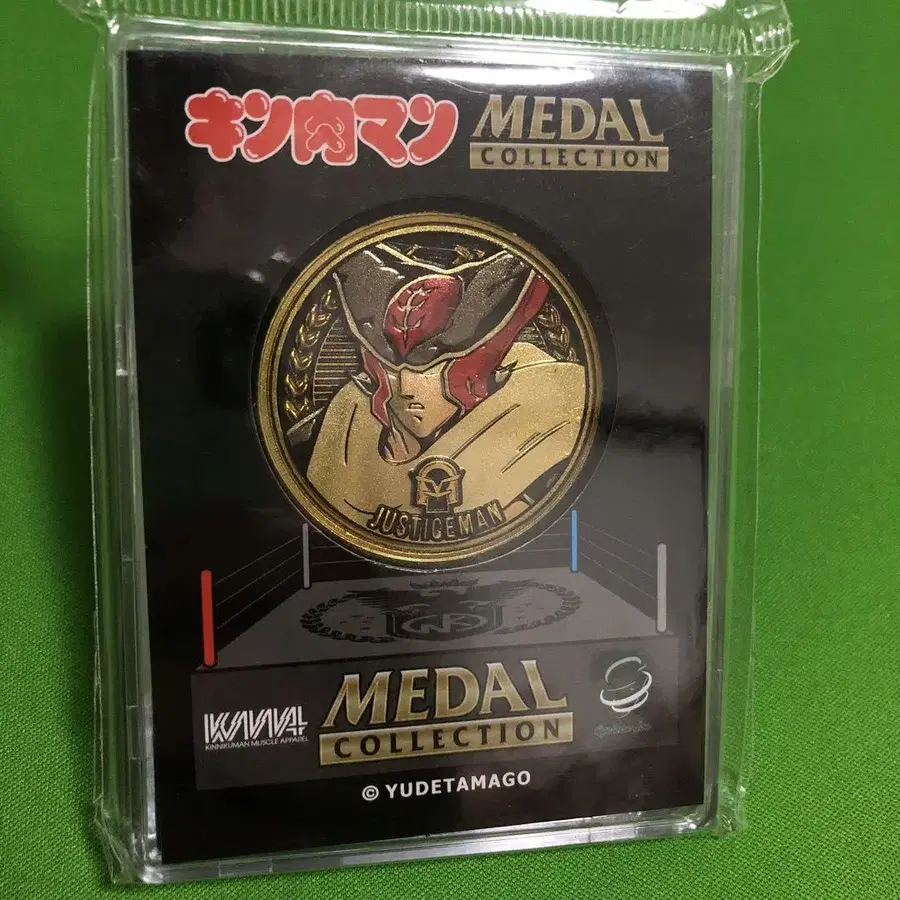 キン肉マン
MEDAL
COLLECTION
JUSTICEMAN
MEDAL
COLLECTION
KINNIKUMAN MUSCLE APPAREL
© YUDETAMAGO